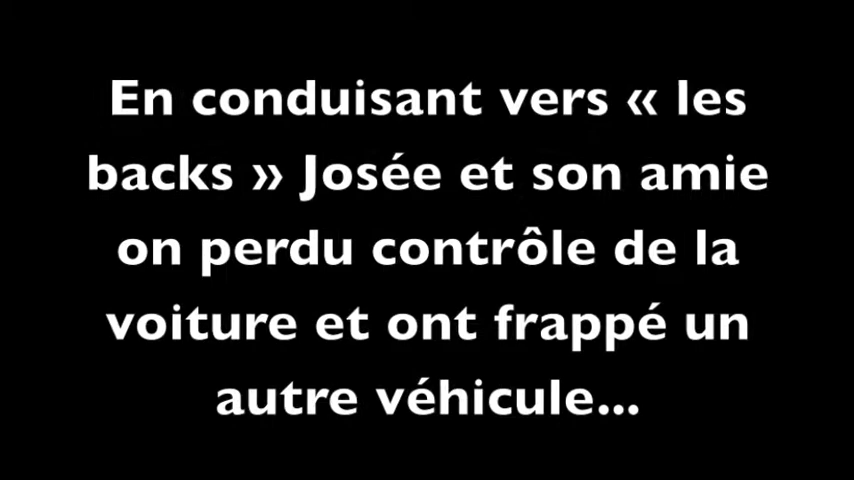 En conduisant vers « les
backs » Josée et son amie
on perdu contrôle de la
voiture et ont frappé un
autre véhicule...